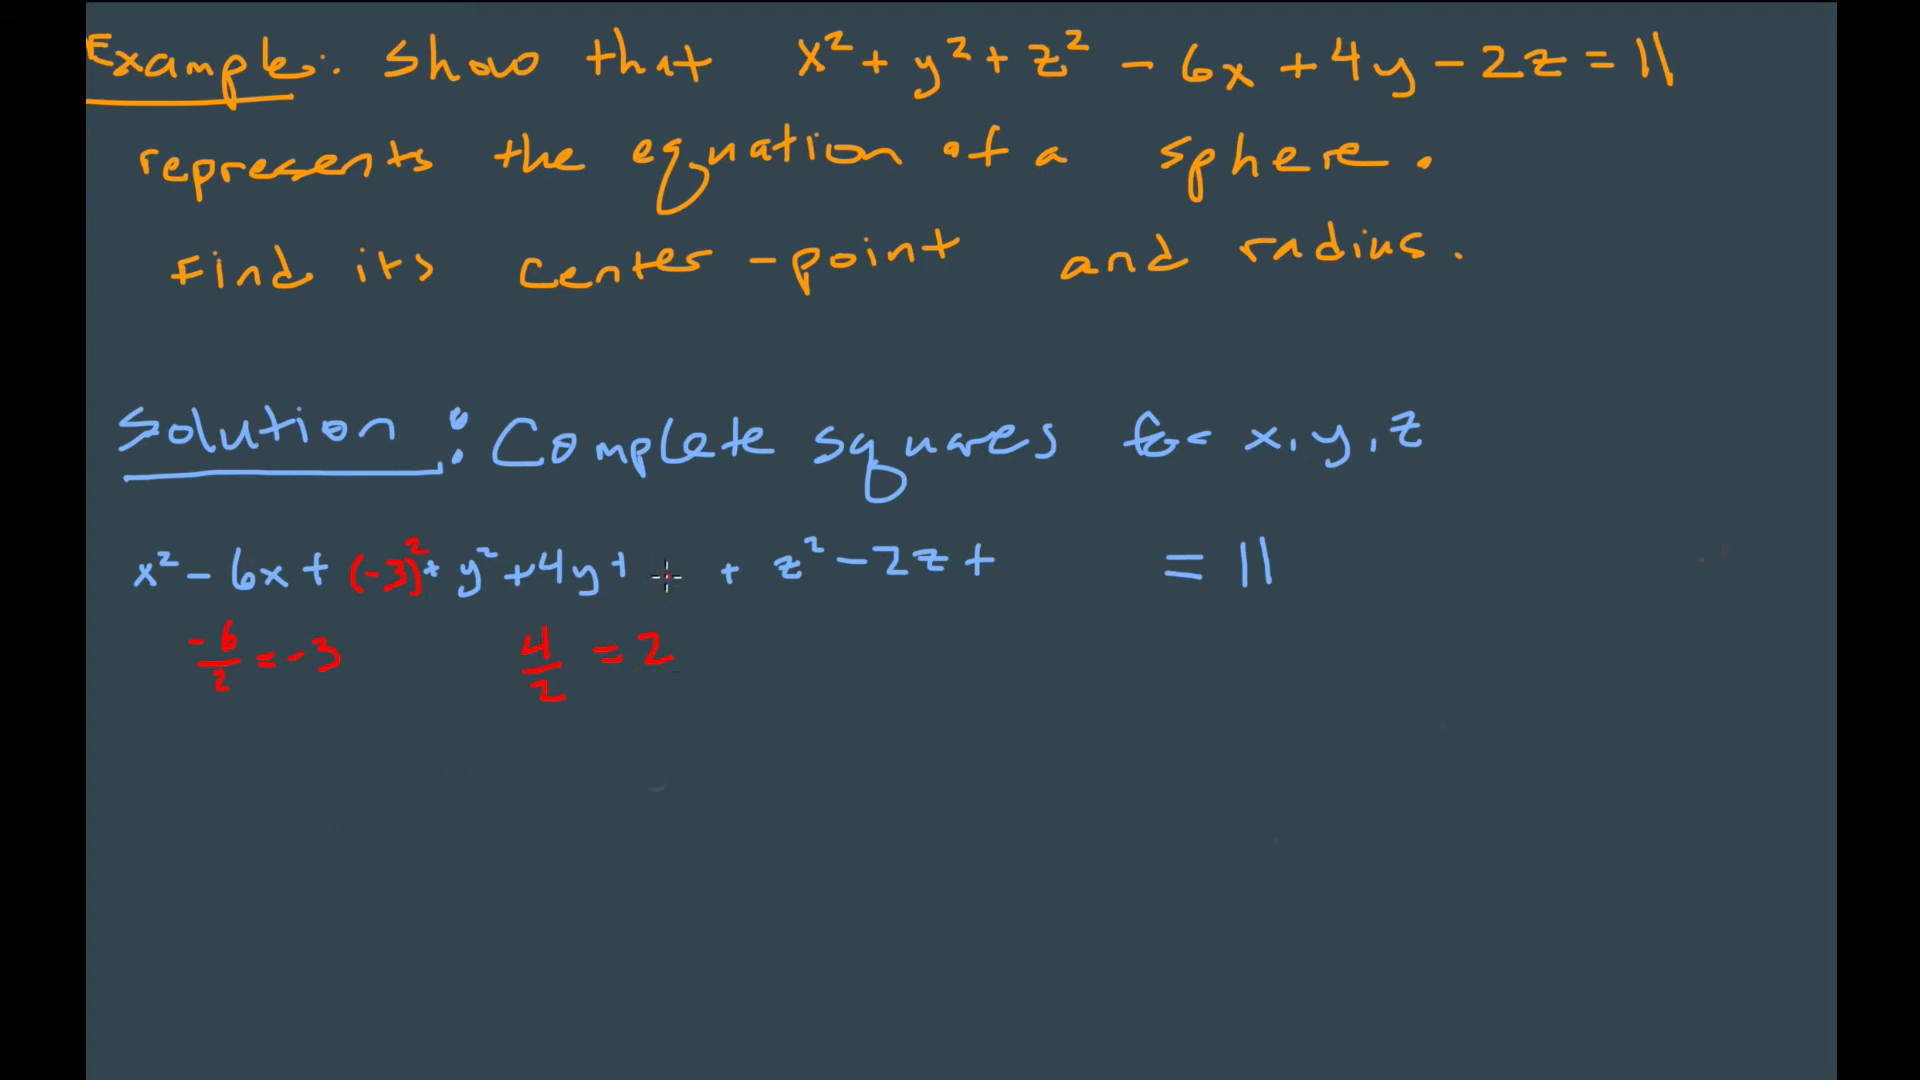 Example: Show that x² + y² + z² - 6x + 4y - 2z = 11
represents the equation of a sphere.
Find its center-point and radius.
Solution: Complete squares for x, y, z
x² - 6x + (-3)² + y² + 4y + + z² - 2z + = 11
-6/2 = -3 4/2 = 2